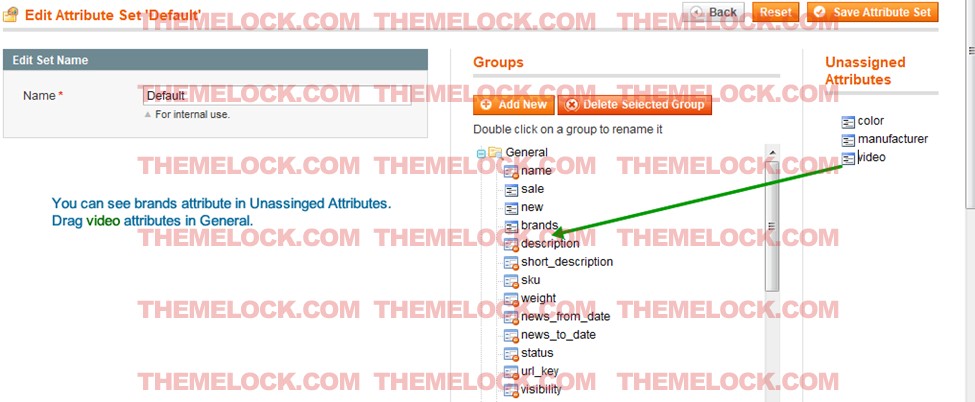 Edit Attribute Set 'Default'
Back
Reset
Save Attribute Set
THEMELOCK.COM THEMELOCK.COM THEMELOCK.COM
Edit Set Name
Name *
Default
For internal use.
THEMELOCK.COM THEMELOCK.COM THEMELOCK.COM
Groups
Add New
Delete Selected Group
Double click on a group to rename it
General
name
sale
new
brands
description
short_description
sku
weight
news_from_date
news_to_date
status
url_key
visibility
Unassigned
Attributes
color
manufacturer
video
THEMELOCK.COM THEMELOCK.COM THEMELOCK.COM
You can see brands attribute in Unassinged Attributes.
Drag video attributes in General.
THEMELOCK.COM THEMELOCK.COM THEMELOCK.COM
THEMELOCK.COM THEMELOCK.COM THEMELOCK.COM
THEMELOCK.COM THEMELOCK.COM THEMELOCK.COM